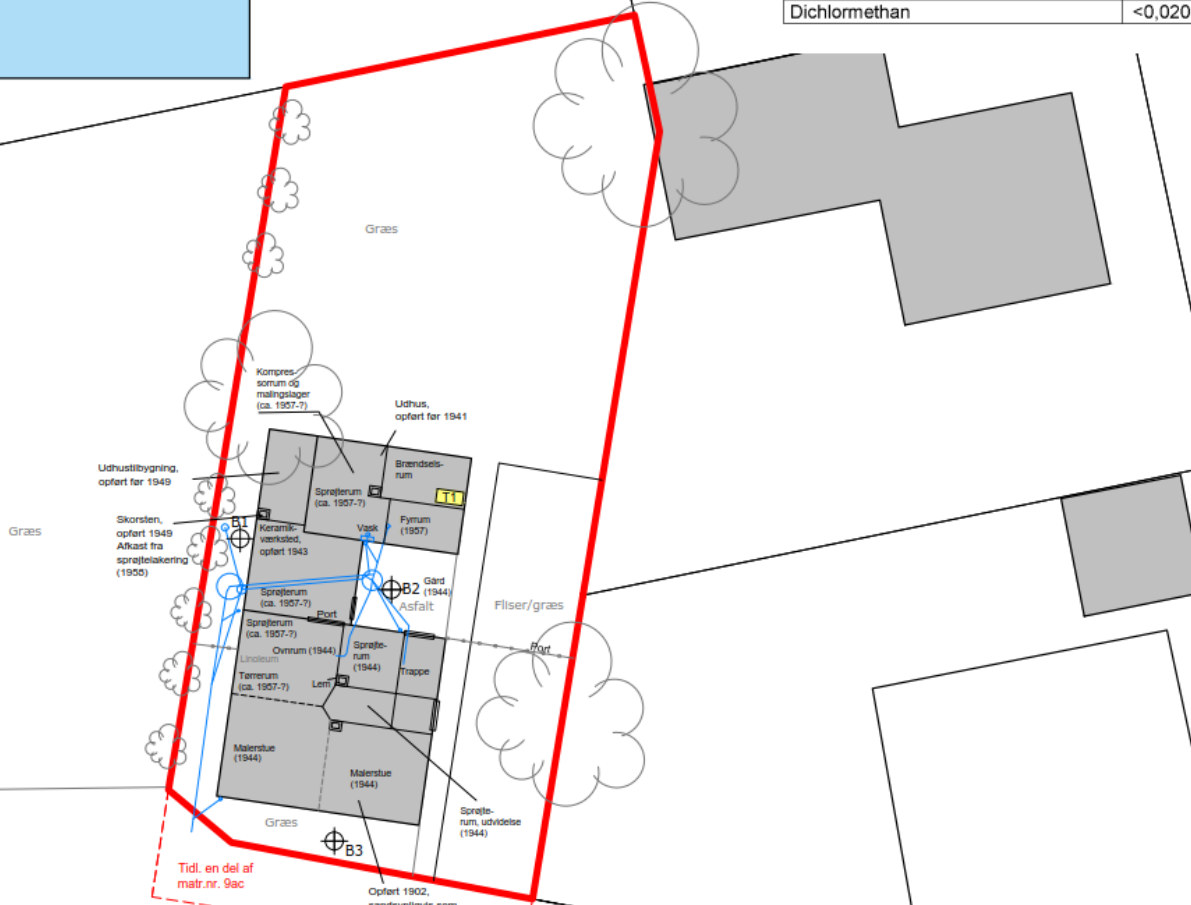 Dichlormethan <0,020
Græs
Kompres-
sorrum og
malingslager
(ca. 1957-?)
Udhus,
opført før 1941
Udhustilbygning,
opført før 1949
Brændsels-
rum
T1
Sprøjterum
(ca. 1957-?)
Fyrrum
(1957)
Vask
Græs
Skorsten,
opført 1949
Afkast fra
sprøjtelakering
(1958)
B1
Keramik-
værksted,
opført 1943
B2
Gård
(1944)
Asfalt
Fliser/græs
Sprøjterum
(ca. 1957-?)
Port
Sprøjterum
(ca. 1957-?)
Ovnrum (1944)
Sprøjte-
rum
(1944)
Port
Linoleum
Trappe
Tørrerum
(ca. 1957-?)
Lem
Malerstue
(1944)
Malerstue
(1944)
Sprøjte-
rum, udvidelse
(1944)
Græs
B3
Tidl. en del af
matr.nr. 9ac
Opført 1902,